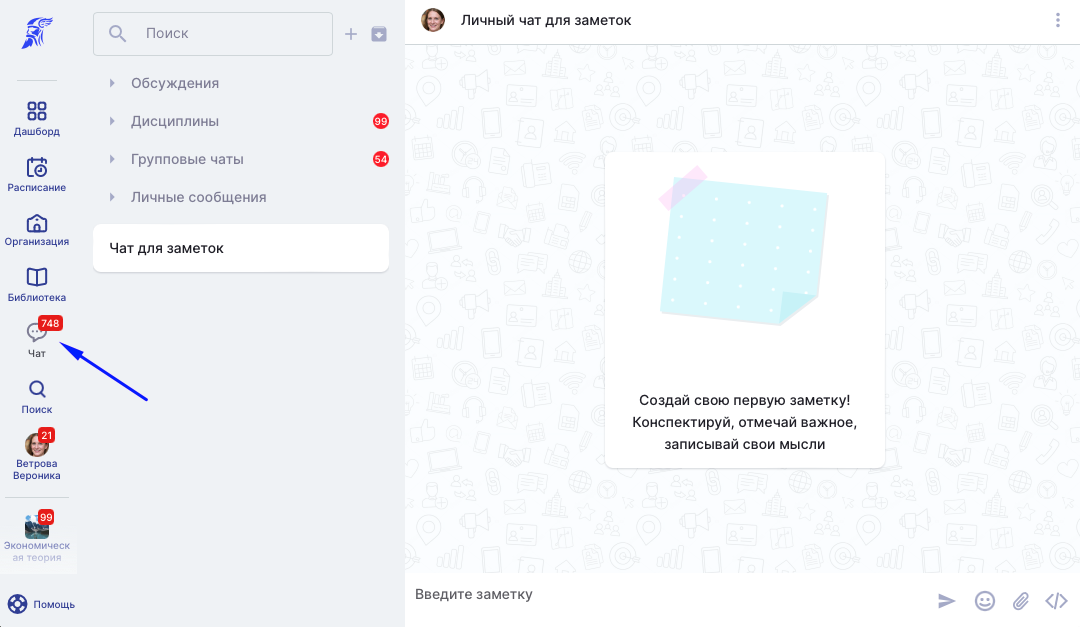 Дашборд
Расписание
Организация
Библиотека
748
Чат
Поиск
21
Ветрова
Вероника
99
Экономическ
ая теория
Помощь
Поиск
Обсуждения
Дисциплины 99
Групповые чаты 54
Личные сообщения
Чат для заметок
Личный чат для заметок
Создай свою первую заметку!
Конспектируй, отмечай важное,
записывай свои мысли
Введите заметку